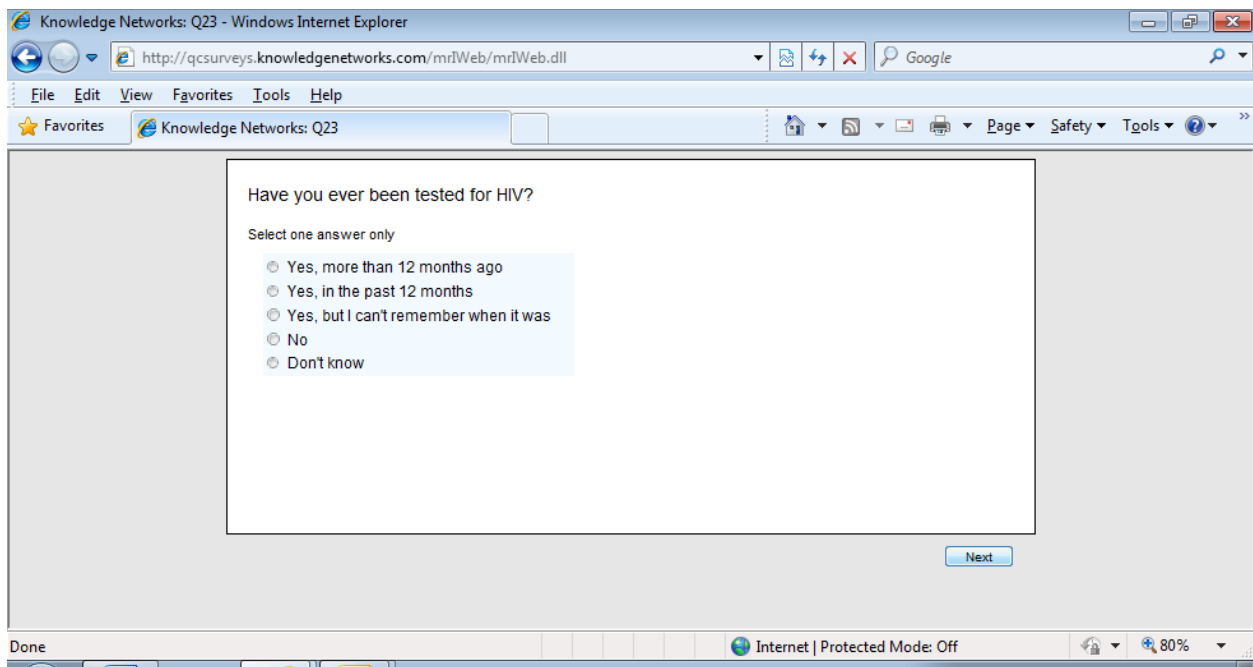 Knowledge Networks: Q23 - Windows Internet Explorer
http://qcsurveys.knowledgenetworks.com/mrIWeb/mrIWeb.dll
Google
File Edit View Favorites Tools Help
Favorites
Knowledge Networks: Q23
Page Safety Tools
Have you ever been tested for HIV?
Select one answer only
Yes, more than 12 months ago
Yes, in the past 12 months
Yes, but I can't remember when it was
No
Don't know
Next
Done
Internet | Protected Mode: Off
80%